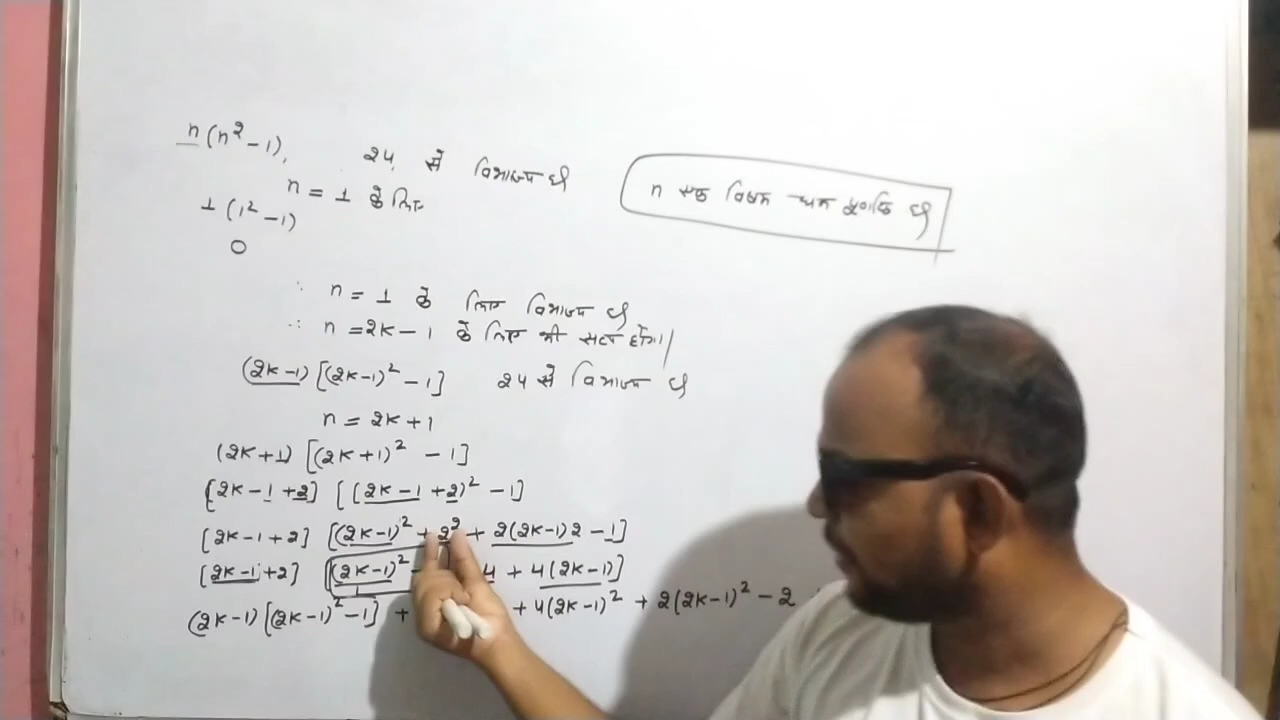 n(n² - 1), 24 से विभाज्य है
n = 1 के लिए
n एक विषम धन पूर्णांक है
1(1² - 1)
0
∴ n = 1 के लिए विभाज्य है
∴ n = 2k - 1 के लिए भी सत्य होगा।
(2k-1)[(2k-1)² - 1] 24 से विभाज्य है
n = 2k + 1
(2k+1) [(2k+1)² - 1]
[2k-1+2] [(2k-1+2)² - 1]
[2k-1+2] [(2k-1)² + 2² + 2(2k-1)2 - 1]
[2k-1+2] [(2k-1)² - 4 + 4(2k-1)]
(2k-1)[(2k-1)² - 1] + + 4(2k-1)² + 2(2k-1)² - 2